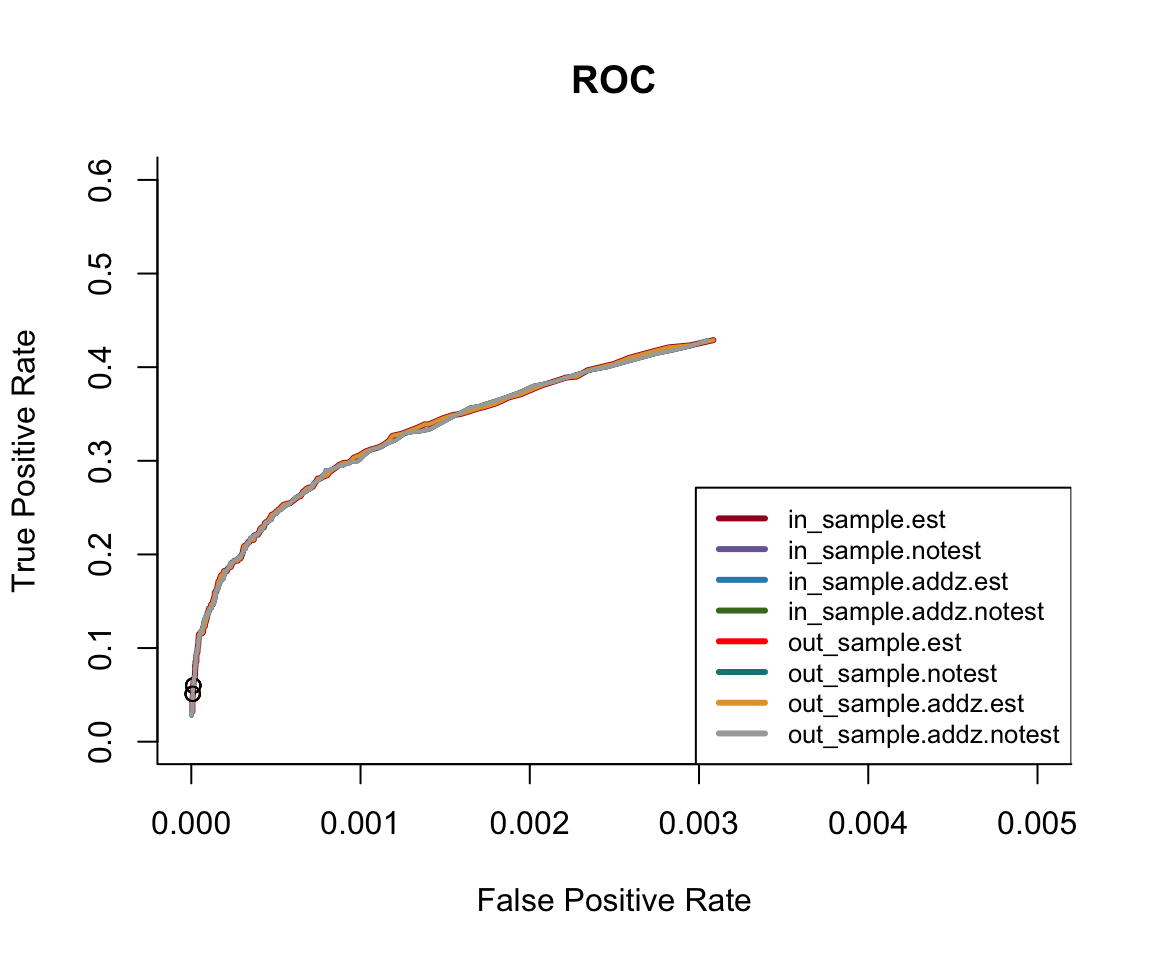 ROC
True Positive Rate
0.6
0.5
0.4
0.3
0.2
0.1
0.0
in_sample.est
in_sample.notest
in_sample.addz.est
in_sample.addz.notest
out_sample.est
out_sample.notest
out_sample.addz.est
out_sample.addz.notest
0.000 0.001 0.002 0.003 0.004 0.005
False Positive Rate